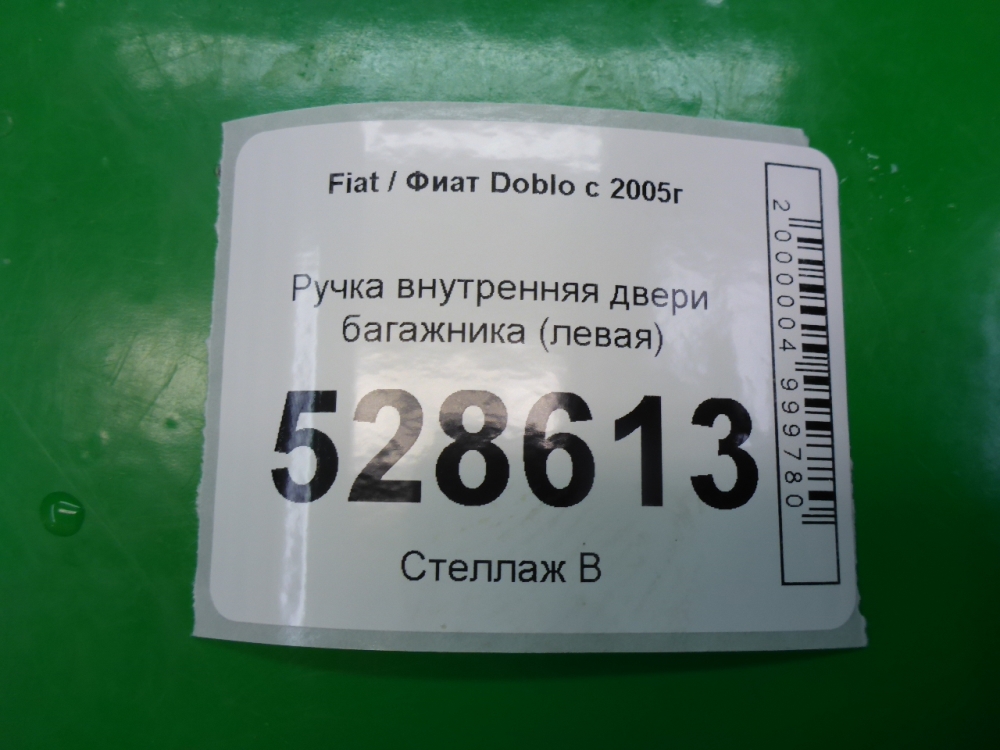 Fiat / Фиат Doblo с 2005г
Ручка внутренняя двери
багажника (левая)
528613
Стеллаж В
2000004999780